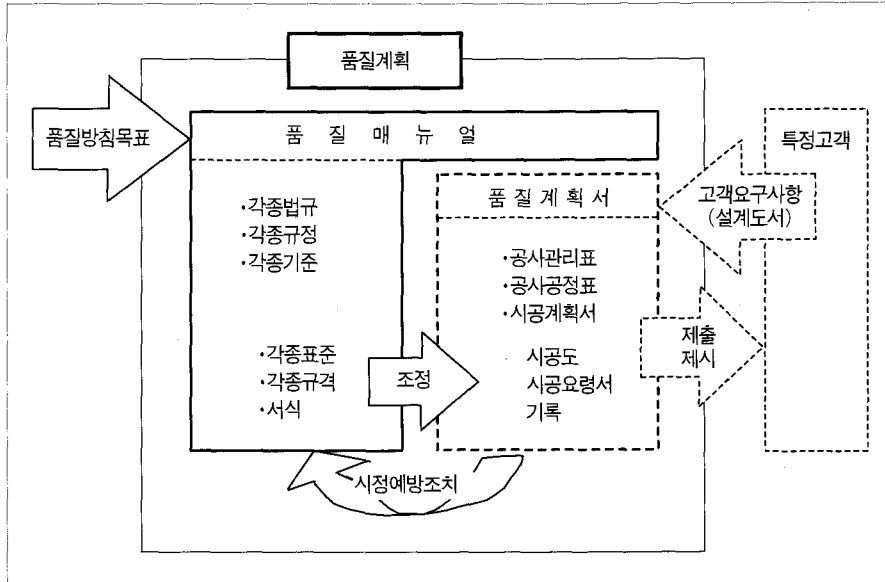 품질계획
품질방침목표
품 질 매 뉴 얼
특정고객
품 질 계 획 서
고객요구사항
(설계도서)
·각종법규
·각종규정
·각종기준
·공사관리표
·공사공정표
·시공계획서
·각종표준
·각종규격
·서식
조정
시공도
시공요령서
기록
제출
제시
시정예방조치